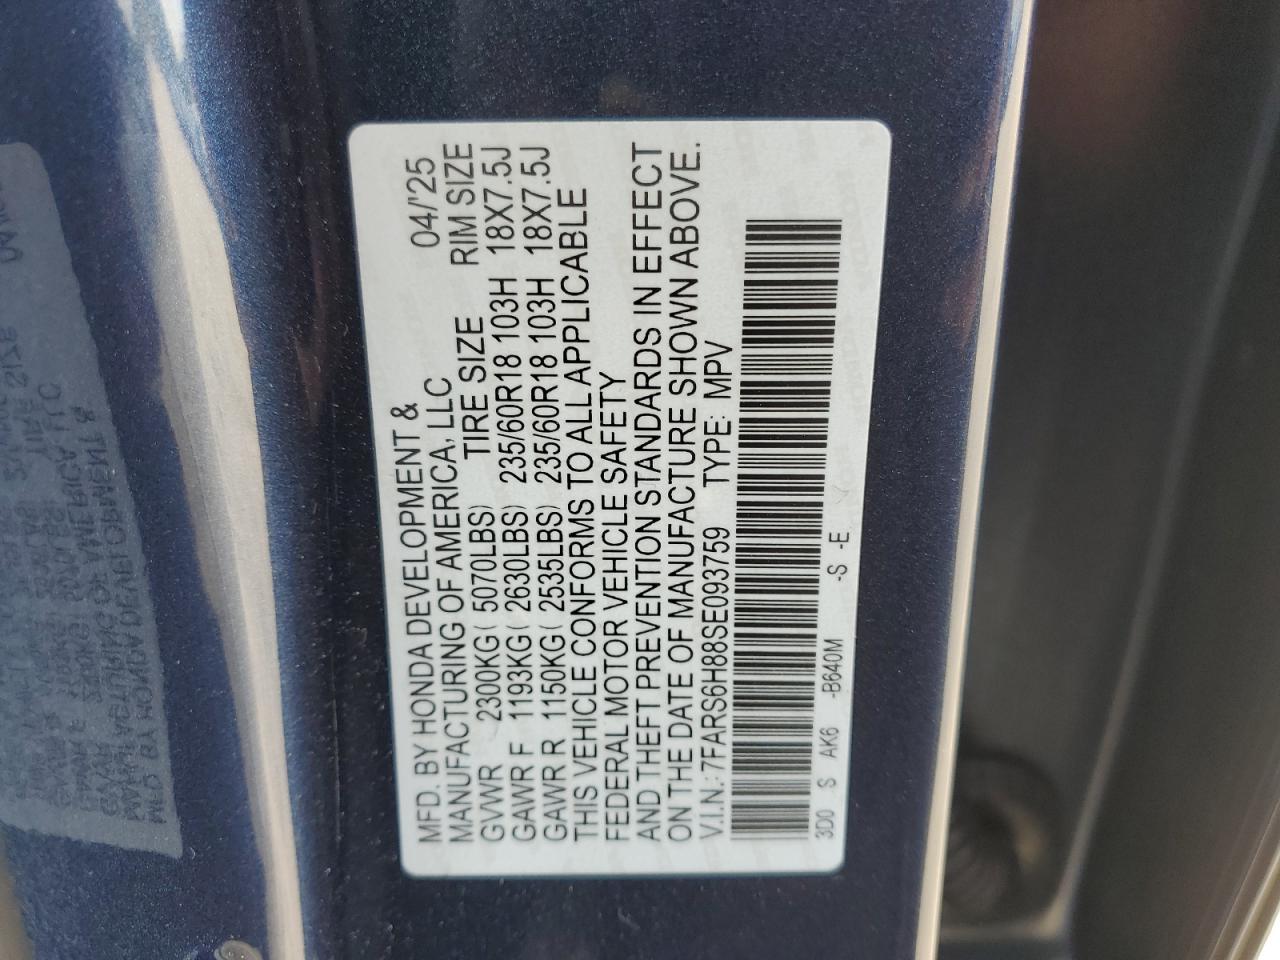 MFD. BY HONDA DEVELOPMENT &
MANUFACTURING OF AMERICA, LLC 04/'25
GVWR 2300KG( 5070LBS) TIRE SIZE RIM SIZE
GAWR F 1193KG( 2630LBS) 235/60R18 103H 18X7.5J
GAWR R 1150KG( 2535LBS) 235/60R18 103H 18X7.5J
THIS VEHICLE CONFORMS TO ALL APPLICABLE
FEDERAL MOTOR VEHICLE SAFETY
AND THEFT PREVENTION STANDARDS IN EFFECT
ON THE DATE OF MANUFACTURE SHOWN ABOVE.
V.I.N.: 7FARS6H88SE093759 TYPE: MPV
3D0 S AK6 -B640M -S -E